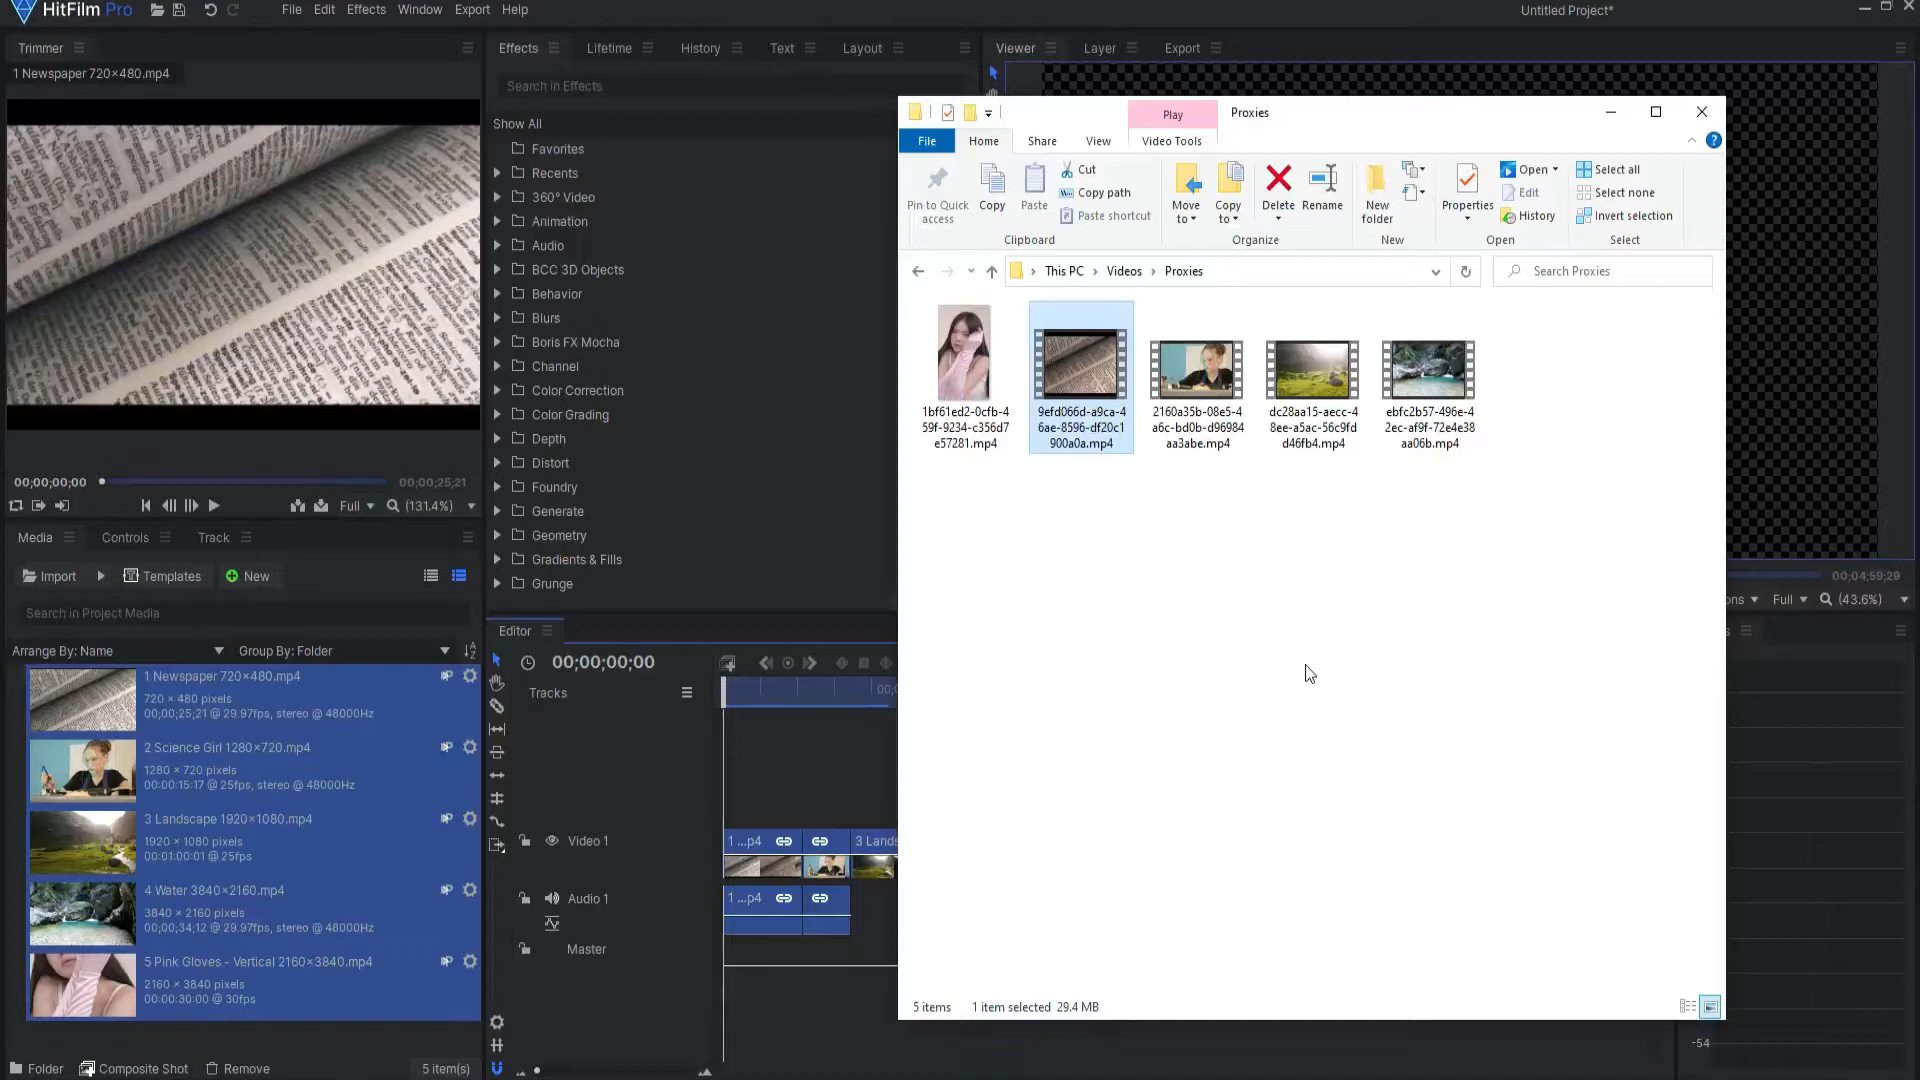 HitFilm Pro
File Edit Effects Window Export Help
Untitled Project*
Trimmer
1 Newspaper 720×480.mp4
00;00;00;00
00;00;25;21
Full
(131.4%)
Media Controls Track
Import Templates New
Search in Project Media
Arrange By: Name Group By: Folder
1 Newspaper 720×480.mp4
720 × 480 pixels
00;00;25;21 @ 29.97fps, stereo @ 48000Hz
2 Science Girl 1280×720.mp4
1280 × 720 pixels
00:00:15:17 @ 25fps, stereo @ 48000Hz
3 Landscape 1920×1080.mp4
1920 × 1080 pixels
00:01:00:01 @ 25fps
4 Water 3840×2160.mp4
3840 × 2160 pixels
00;00;34;12 @ 29.97fps, stereo @ 48000Hz
5 Pink Gloves - Vertical 2160×3840.mp4
2160 × 3840 pixels
00:00:30:00 @ 30fps
Folder Composite Shot Remove 5 item(s)
Effects Lifetime History Text Layout
Search in Effects
Show All
Favorites
Recents
360° Video
Animation
Audio
BCC 3D Objects
Behavior
Blurs
Boris FX Mocha
Channel
Color Correction
Color Grading
Depth
Distort
Foundry
Generate
Geometry
Gradients & Fills
Grunge
Editor
00;00;00;00
Tracks
Video 1
1 ...p4
3 Lands
Audio 1
1 ...p4
Master
Viewer Layer Export
00;04;59;29
Full (43.6%)
-54
Play Proxies
File Home Share View Video Tools
Pin to Quick access
Copy
Paste
Cut
Copy path
Paste shortcut
Clipboard
Move to
Copy to
Delete
Rename
Organize
New folder
New
Properties
Open
Edit
History
Open
Select all
Select none
Invert selection
Select
This PC > Videos > Proxies
Search Proxies
1bf61ed2-0cfb-4
59f-9234-c356d7
e57281.mp4
9efd066d-a9ca-4
6ae-8596-df20c1
900a0a.mp4
2160a35b-08e5-4
a6c-bd0b-d96984
aa3abe.mp4
dc28aa15-aecc-4
8ee-a5ac-56c9fd
d46fb4.mp4
ebfc2b57-496e-4
2ec-af9f-72e4e38
aa06b.mp4
5 items 1 item selected 29.4 MB